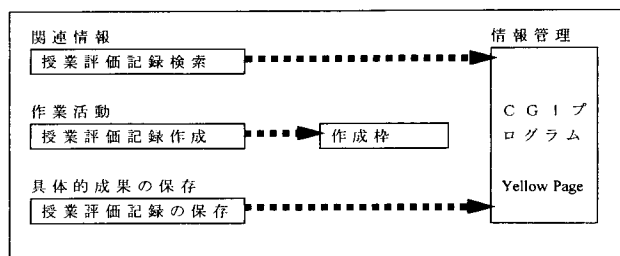 関連情報
情報管理
授業評価記録検索
作業活動
授業評価記録作成
作成枠
CGIプ
ログラム
具体的成果の保存
授業評価記録の保存
Yellow Page